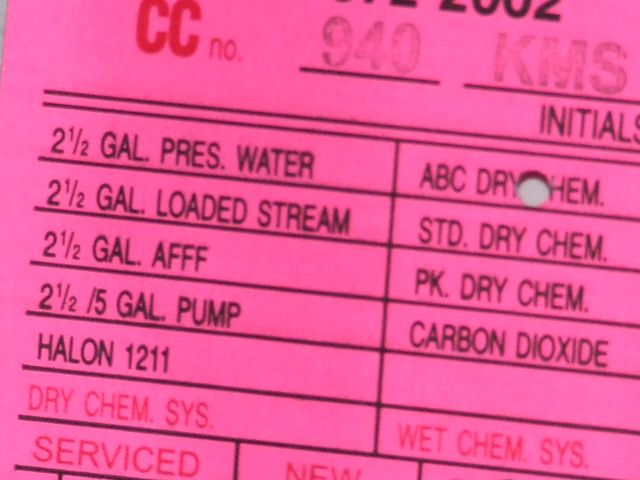 2002
CC no. 940 KMS
INITIALS
2½ GAL. PRES. WATER
2½ GAL. LOADED STREAM
2½ GAL. AFFF
2½ /5 GAL. PUMP
HALON 1211
DRY CHEM. SYS.
ABC DRY CHEM.
STD. DRY CHEM.
PK. DRY CHEM.
CARBON DIOXIDE
WET CHEM. SYS.
SERVICED
NEW